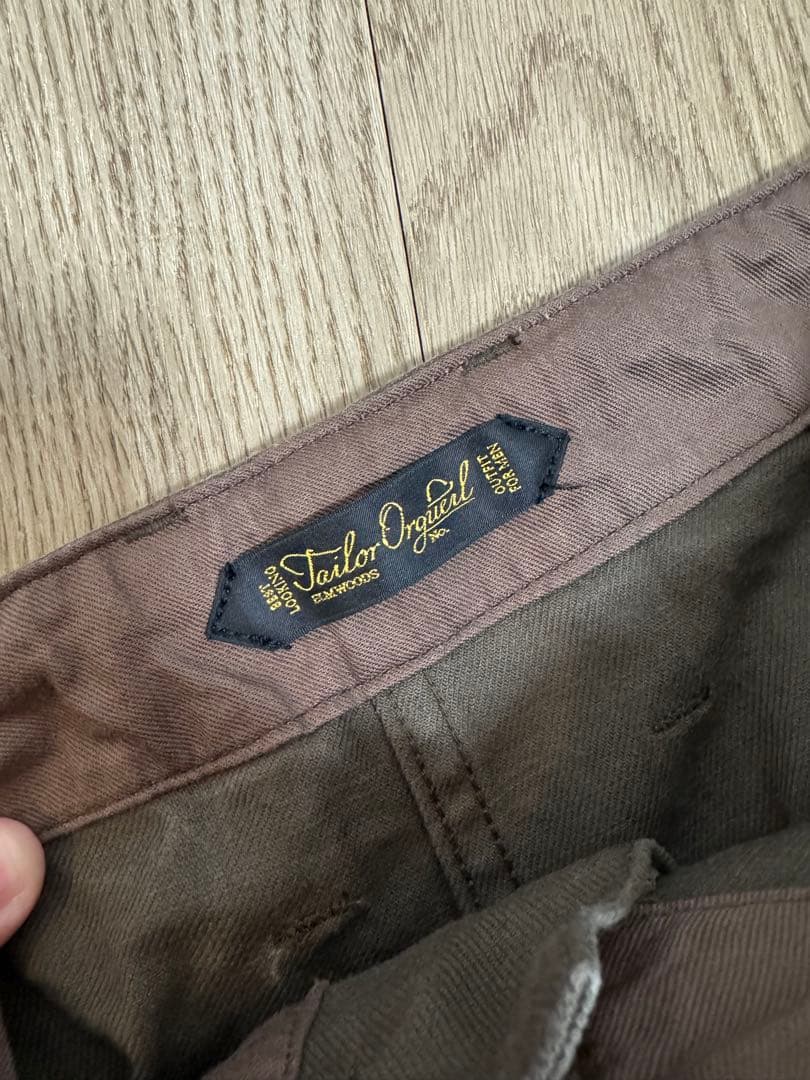 BEST
LOOKING
Tailor Orgueil
ELMWOODS
No.
OUTFIT
FOR MEN